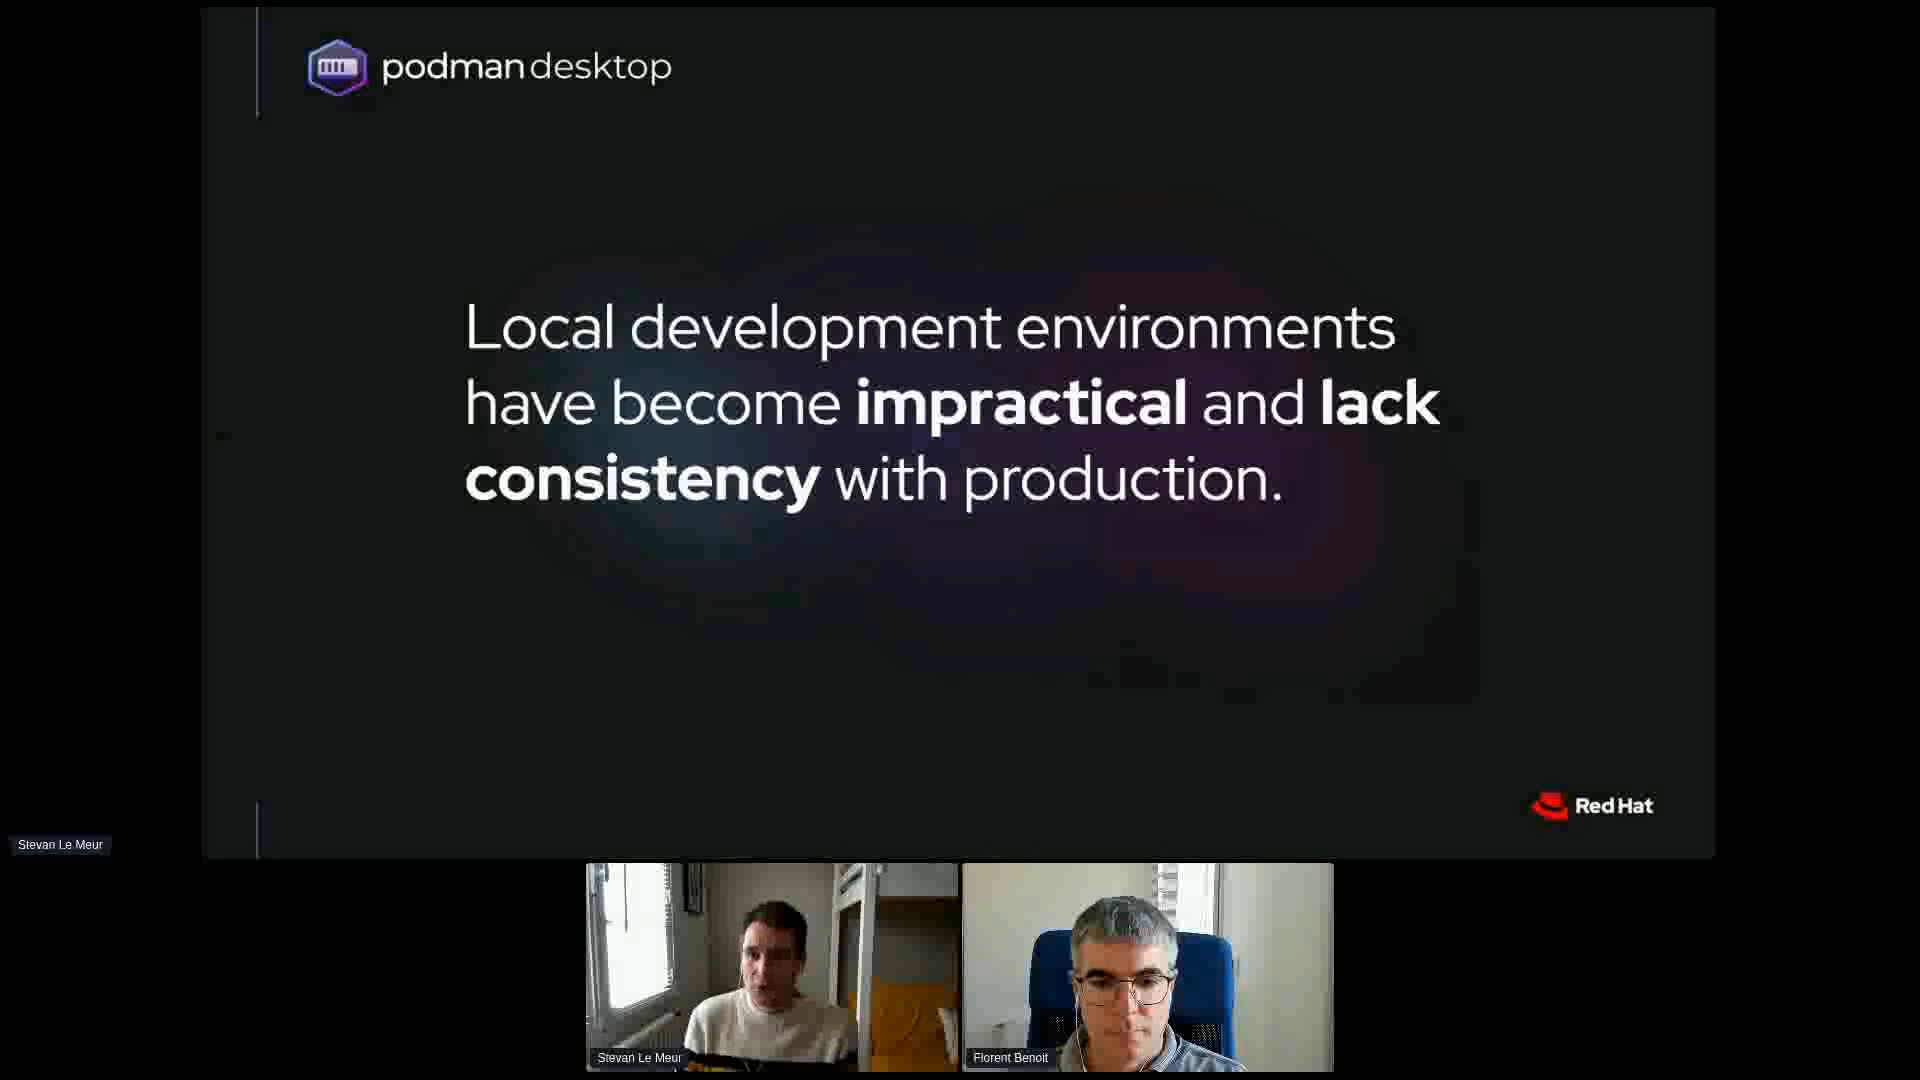 podman desktop
Local development environments
have become impractical and lack
consistency with production.
Red Hat
Stevan Le Meur
Stevan Le Meur
Florent Benoit